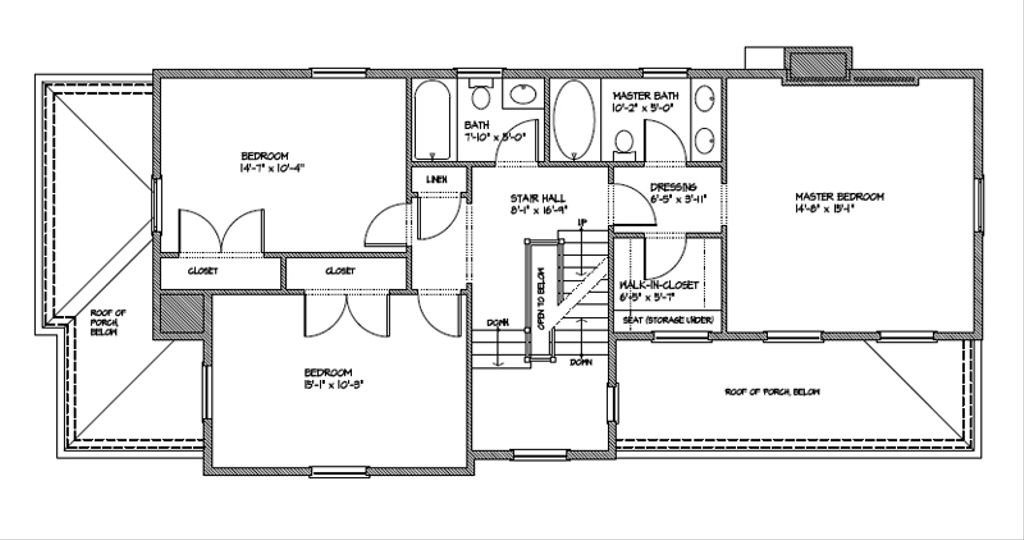 MASTER BATH
10'-2" x 5'-0"
BATH
7'-10" x 5'-0"
BEDROOM
14'-7" x 10'-4"
LINEN
STAIR HALL
8'-1" x 16'-9"
DRESSING
6'-5" x 3'-11"
MASTER BEDROOM
14'-8" x 15'-1"
UP
CLOSET
CLOSET
OPEN TO BELOW
WALK-IN-CLOSET
6'-5" x 5'-7"
SEAT (STORAGE UNDER)
ROOF OF
PORCH,
BELOW
DOWN
DOWN
BEDROOM
15'-1" x 10'-3"
ROOF OF PORCH, BELOW